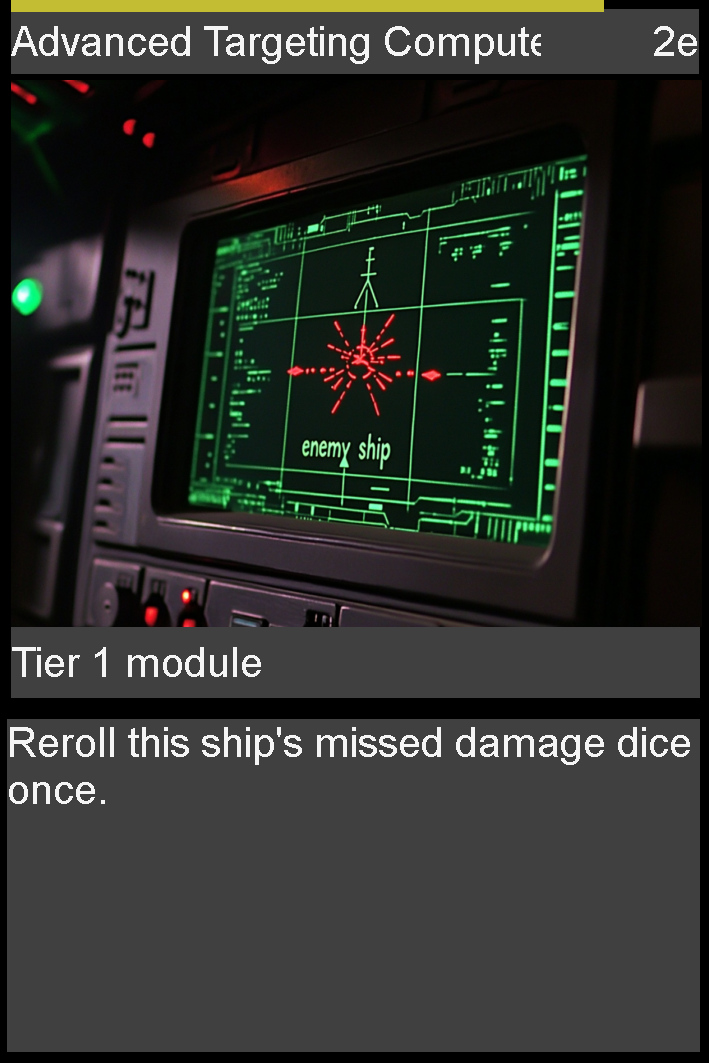 Advanced Targeting Compute
2e
enemy ship
Tier 1 module
Reroll this ship's missed damage dice
once.